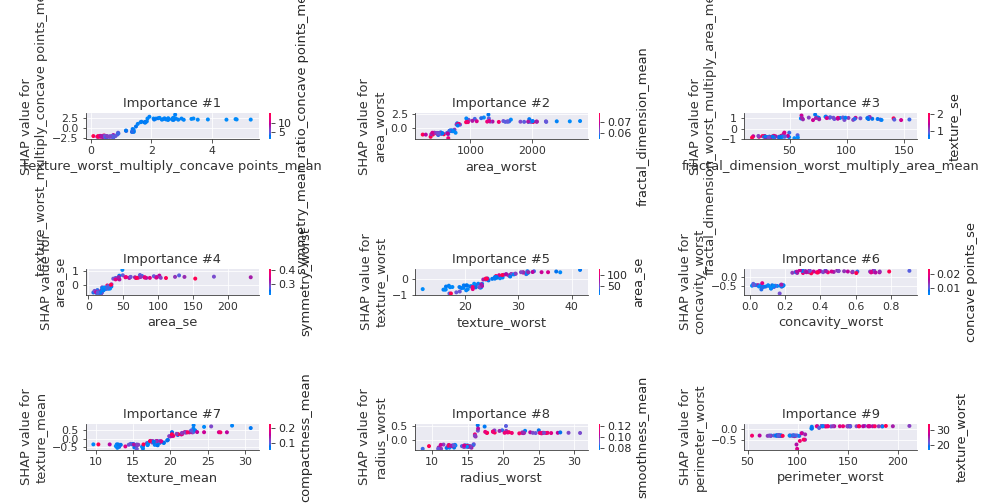 Importance #1
SHAP value for
texture_worst_multiply_concave points_mean
2.5
0.0
−2.5
0
2
4
texture_worst_multiply_concave points_mean
10
5
symmetry_mean_ratio_concave points_me
Importance #2
SHAP value for
area_worst
2.5
0.0
1000
2000
area_worst
0.07
0.06
fractal_dimension_mean
Importance #3
SHAP value for
fractal_dimension_worst_multiply_area_me
1
0
−1
50
100
150
fractal_dimension_worst_multiply_area_mean
2
1
texture_se
Importance #4
SHAP value for
area_se
1
0
0
50
100
150
200
area_se
0.4
0.3
symmetry_worst
Importance #5
SHAP value for
texture_worst
0
−1
20
30
40
texture_worst
100
50
area_se
Importance #6
SHAP value for
concavity_worst
0.0
−0.5
0.0
0.2
0.4
0.6
0.8
concavity_worst
0.02
0.01
concave points_se
Importance #7
SHAP value for
texture_mean
0.5
0.0
−0.5
10
15
20
25
30
texture_mean
0.2
0.1
compactness_mean
Importance #8
SHAP value for
radius_worst
0.5
0.0
10
15
20
25
30
radius_worst
0.12
0.10
0.08
smoothness_mean
Importance #9
SHAP value for
perimeter_worst
0.0
−0.5
50
100
150
200
perimeter_worst
30
20
texture_worst